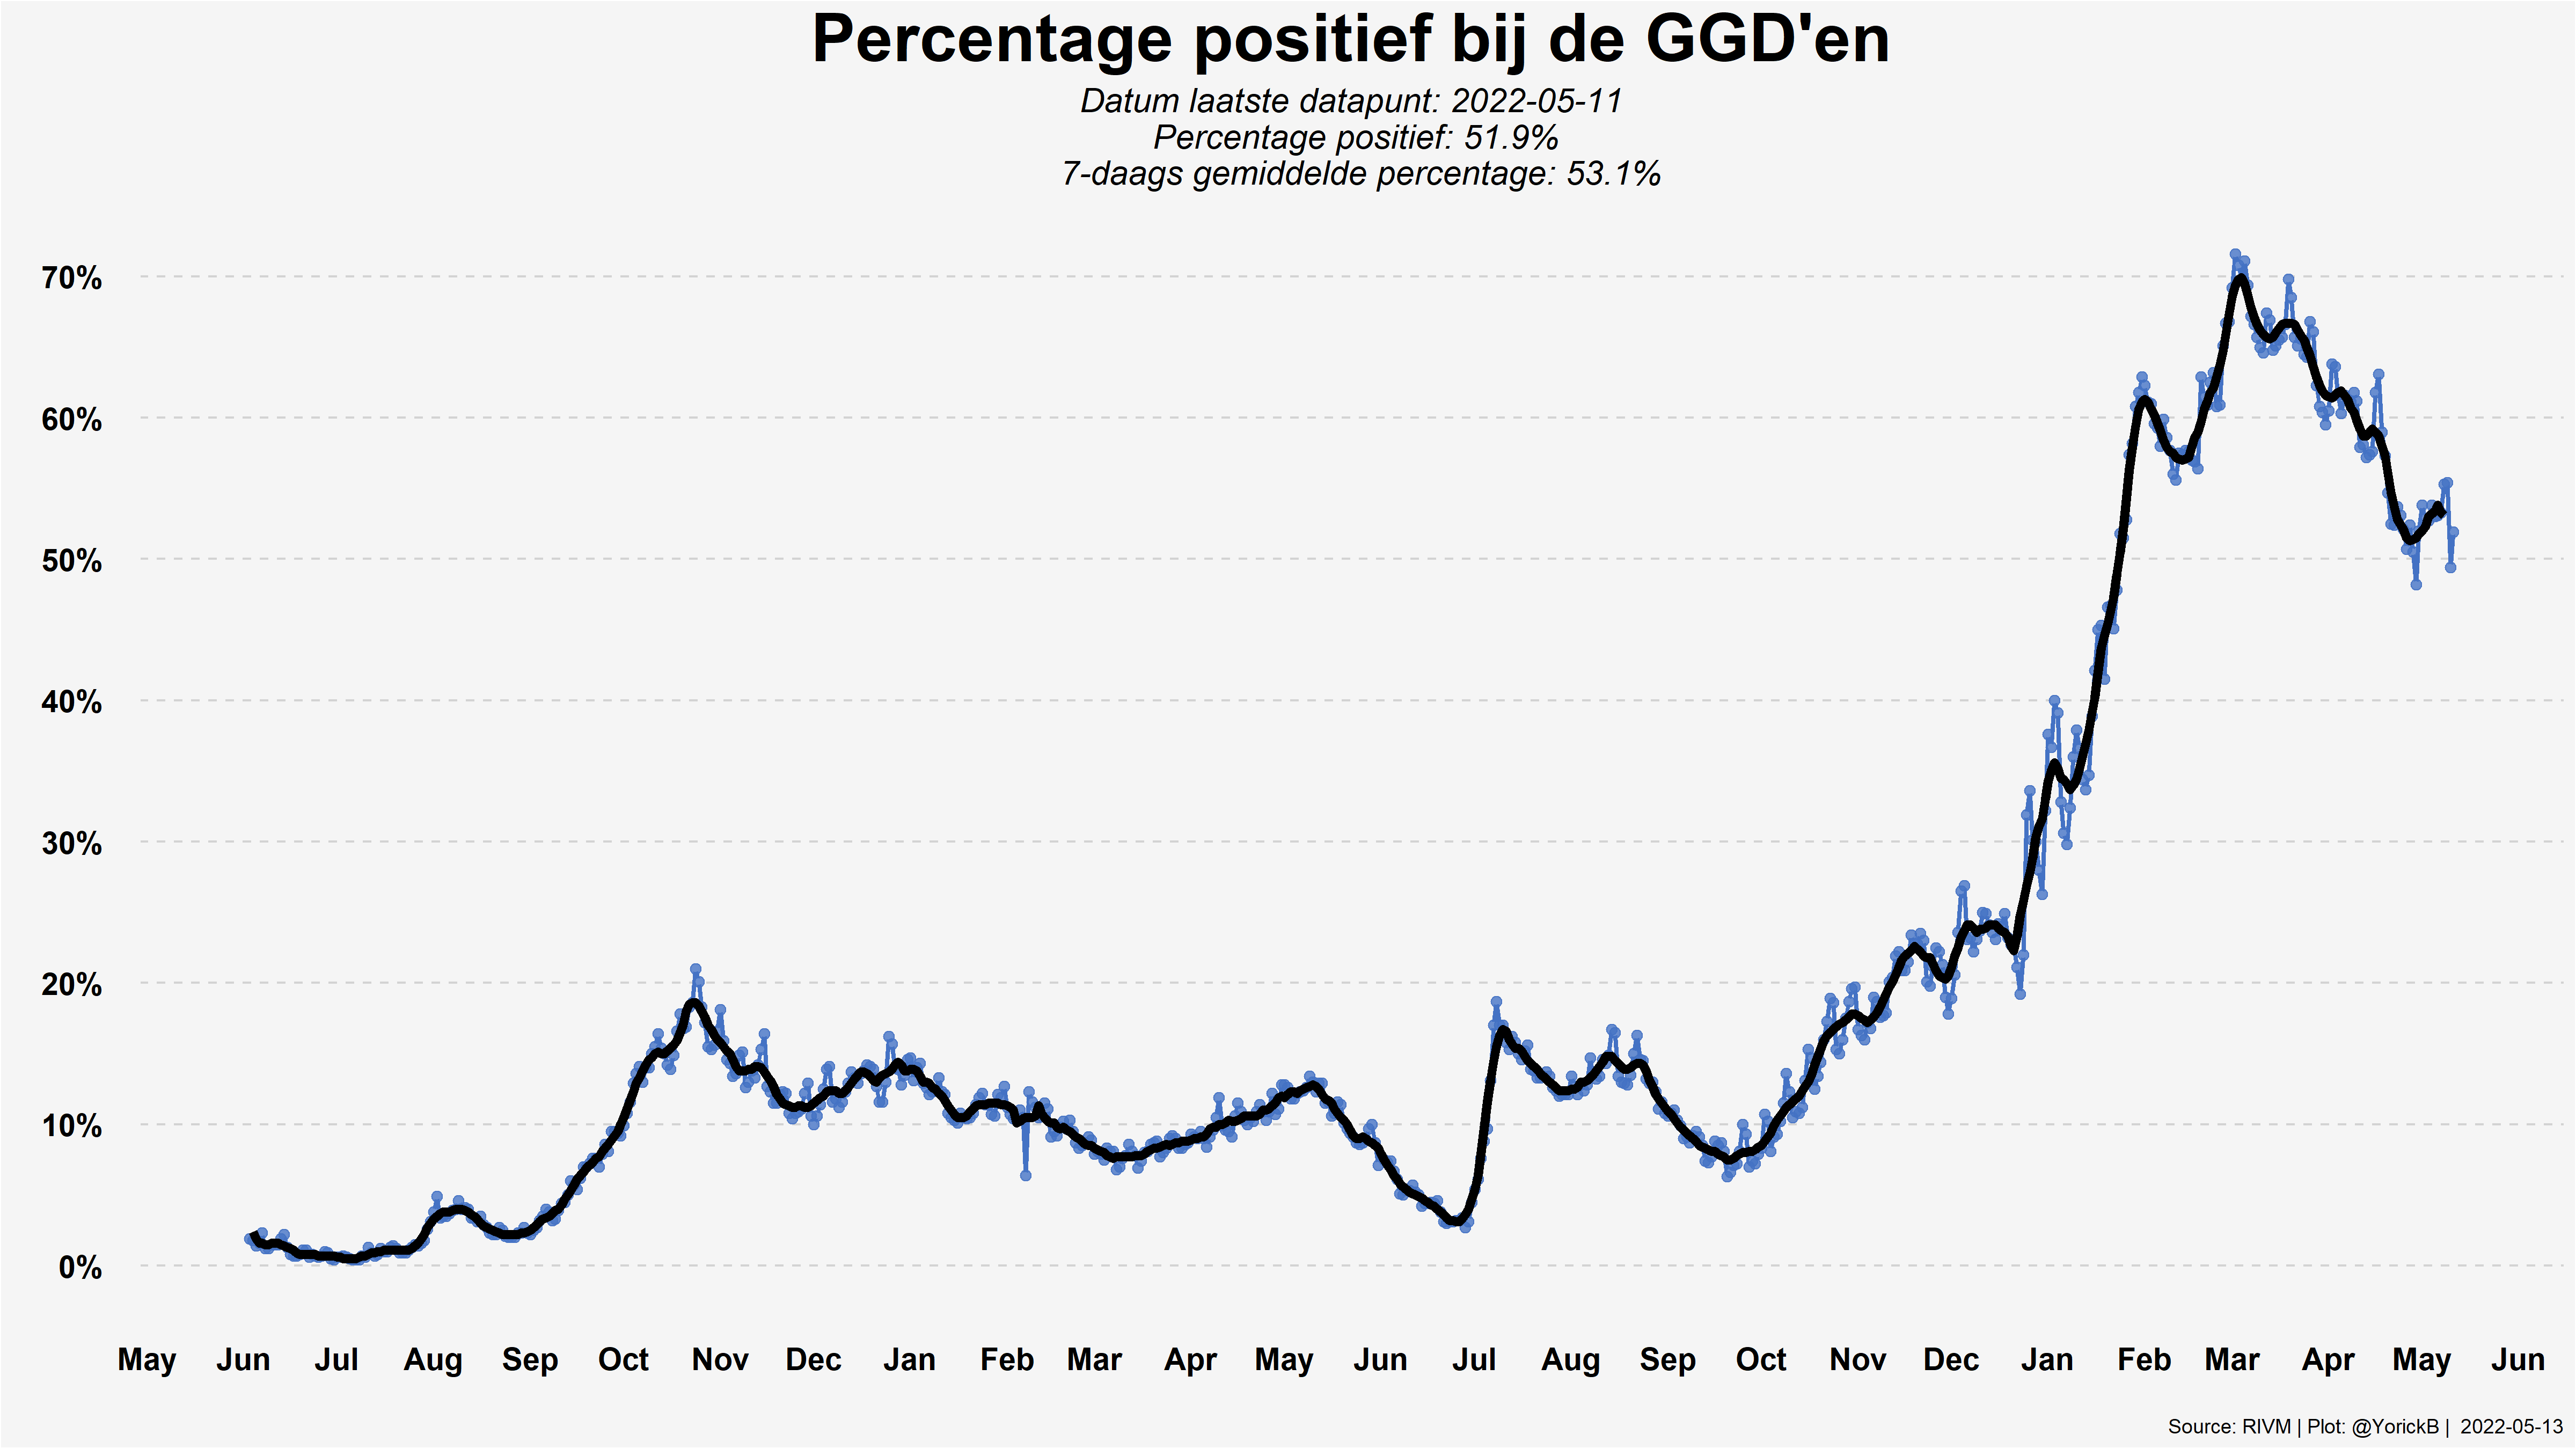 Percentage positief bij de GGD'en
Datum laatste datapunt: 2022-05-11
Percentage positief: 51.9%
7-daags gemiddelde percentage: 53.1%
70%
60%
50%
40%
30%
20%
10%
0%
May Jun Jul Aug Sep Oct Nov Dec Jan Feb Mar Apr May Jun Jul Aug Sep Oct Nov Dec Jan Feb Mar Apr May Jun
Source: RIVM | Plot: @YorickB | 2022-05-13